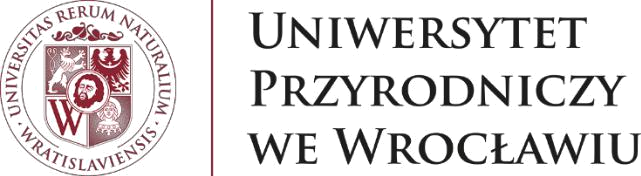 UNIVERSITAS RERUM NATURALIUM
· WRATISLAVIENSIS ·
W
UNIWERSYTET
PRZYRODNICZY
WE WROCŁAWIU